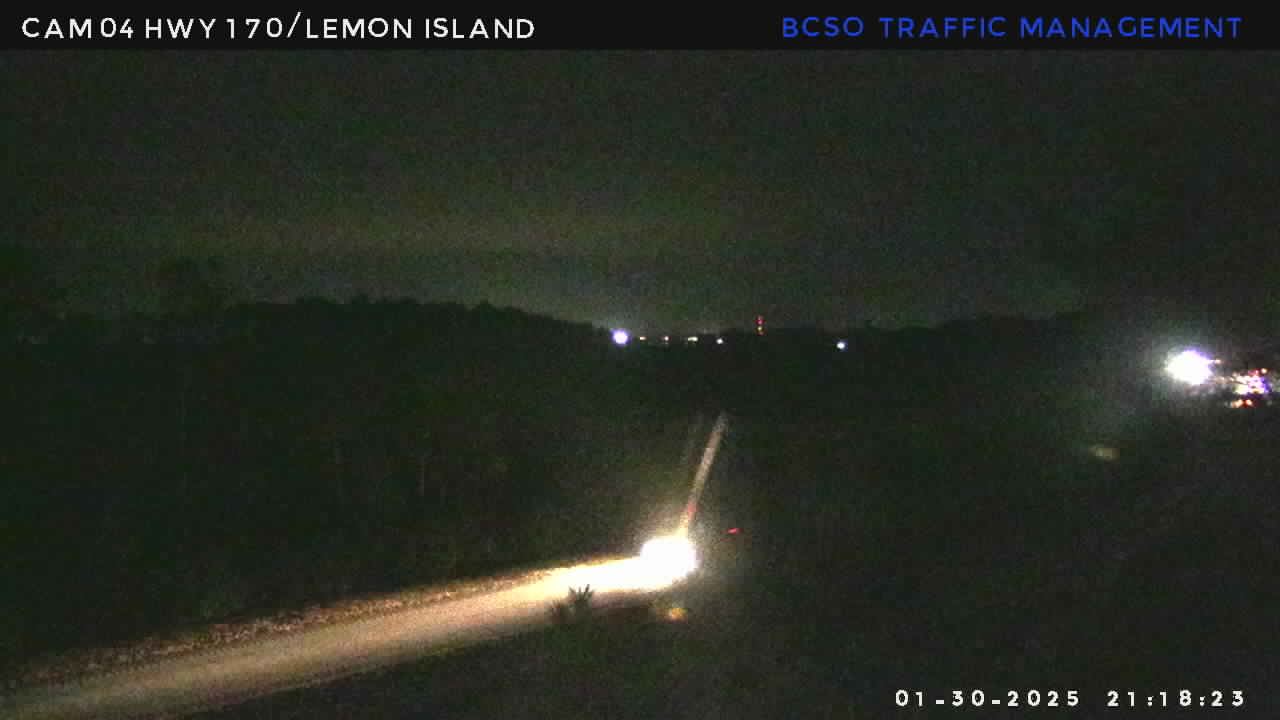 CAM04 HWY 170/LEMON ISLAND
BCSO TRAFFIC MANAGEMENT
01-30-2025 21:18:23